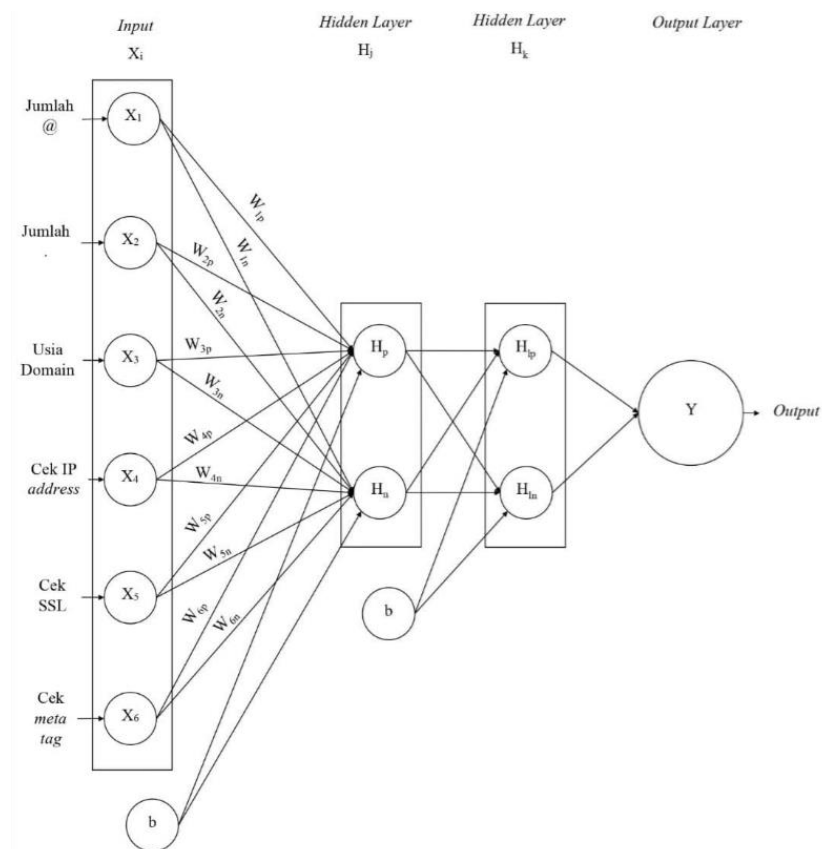 Input
Hidden Layer
Hidden Layer
Output Layer
Xi
Hj
Hk
Jumlah
@
X1
Jumlah
.
X2
Usia
Domain
X3
Cek IP
address
X4
Cek
SSL
X5
Cek
meta
tag
X6
b
W1p
W1n
W2p
W2n
W3p
W3n
W4p
W4n
W5p
W5n
W6p
W6n
Hp
Hn
b
Hlp
Hln
Y
Output